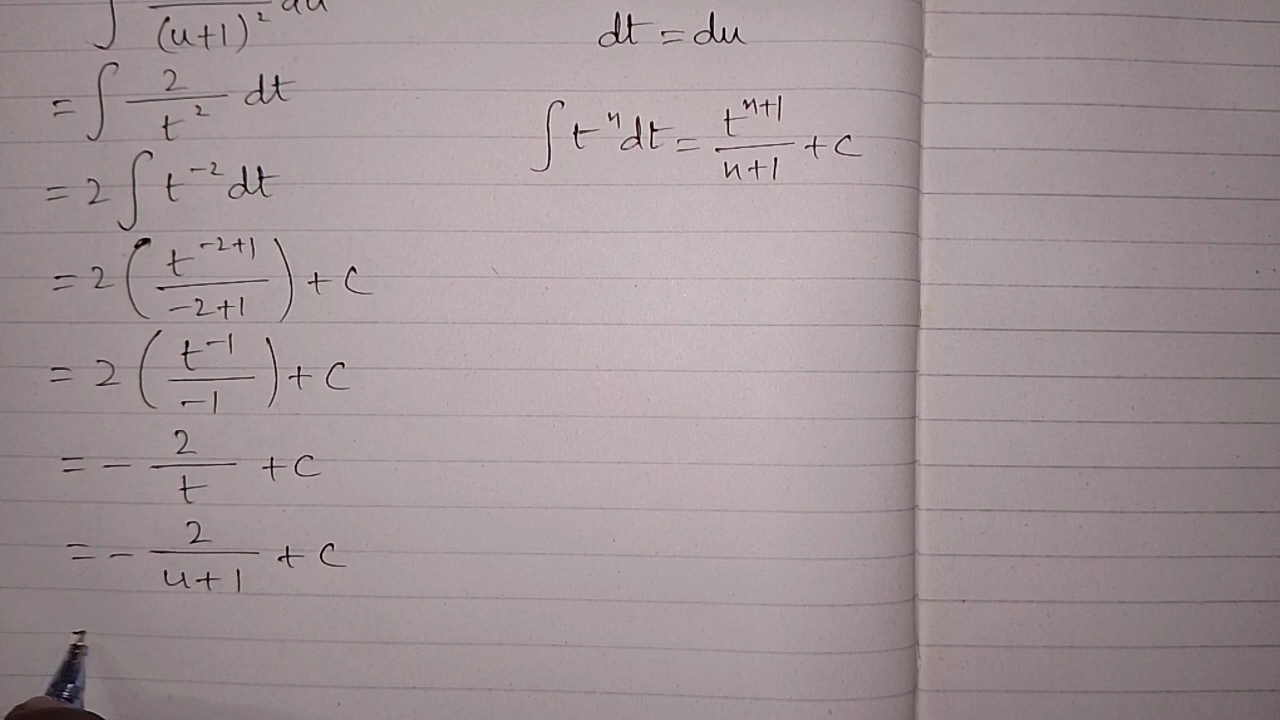 ∫ ―/(u+1)² du
= ∫ 2/t² dt
= 2 ∫ t⁻² dt
= 2 (t⁻²⁺¹/-2+1) + C
= 2 (t⁻¹/-1) + C
= - 2/t + C
= - 2/u+1 + C
dt = du
∫ tⁿ dt = tⁿ⁺¹/n+1 + C